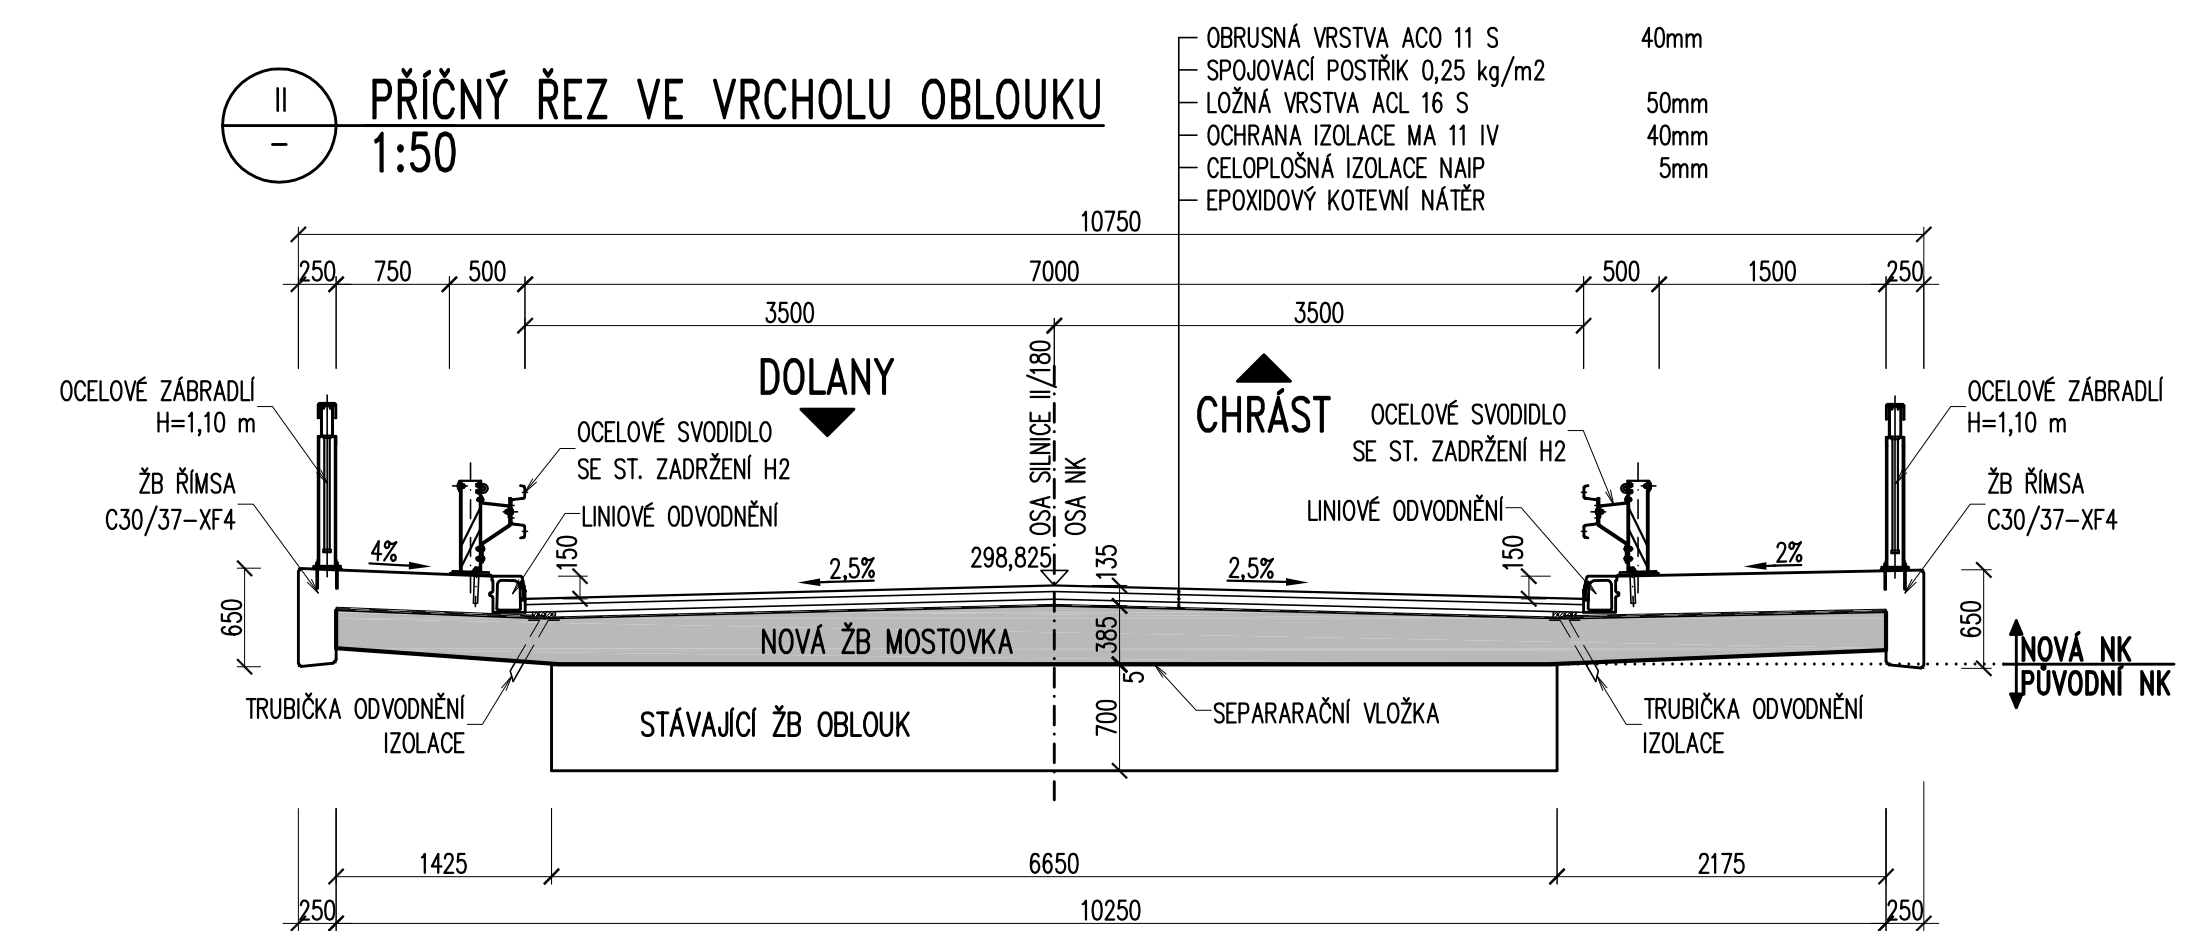 OBRUSNÁ VRSTVA ACO 11 S 40mm
SPOJOVACÍ POSTŘIK 0,25 kg/m2
LOŽNÁ VRSTVA ACL 16 S 50mm
OCHRANA IZOLACE MA 11 IV 40mm
CELOPLOŠNÁ IZOLACE NAIP 5mm
EPOXIDOVÝ KOTEVNÍ NÁTĚR
II
–
PŘÍČNÝ ŘEZ VE VRCHOLU OBLOUKU
1:50
10750
250 750 500 7000 500 1500 250
3500 3500
DOLANY
CHRÁST
OSA SILNICE II/180
OSA NK
OCELOVÉ ZÁBRADLÍ
H=1,10 m
ŽB ŘÍMSA
C30/37-XF4
OCELOVÉ SVODIDLO
SE ST. ZADRŽENÍ H2
LINIOVÉ ODVODNĚNÍ
OCELOVÉ SVODIDLO
SE ST. ZADRŽENÍ H2
LINIOVÉ ODVODNĚNÍ
OCELOVÉ ZÁBRADLÍ
H=1,10 m
ŽB ŘÍMSA
C30/37-XF4
4% 150 2,5% 298,825 135 2,5% 150 2%
650 NOVÁ ŽB MOSTOVKA 385 650
NOVÁ NK
PŮVODNÍ NK
5
TRUBIČKA ODVODNĚNÍ
IZOLACE
STÁVAJÍCÍ ŽB OBLOUK
700
SEPARARAČNÍ VLOŽKA
TRUBIČKA ODVODNĚNÍ
IZOLACE
1425 6650 2175
250 10250 250